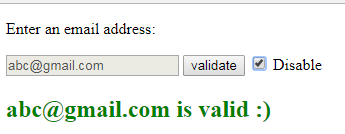 Enter an email address:
abc@gmail.com validate Disable
abc@gmail.com is valid :)